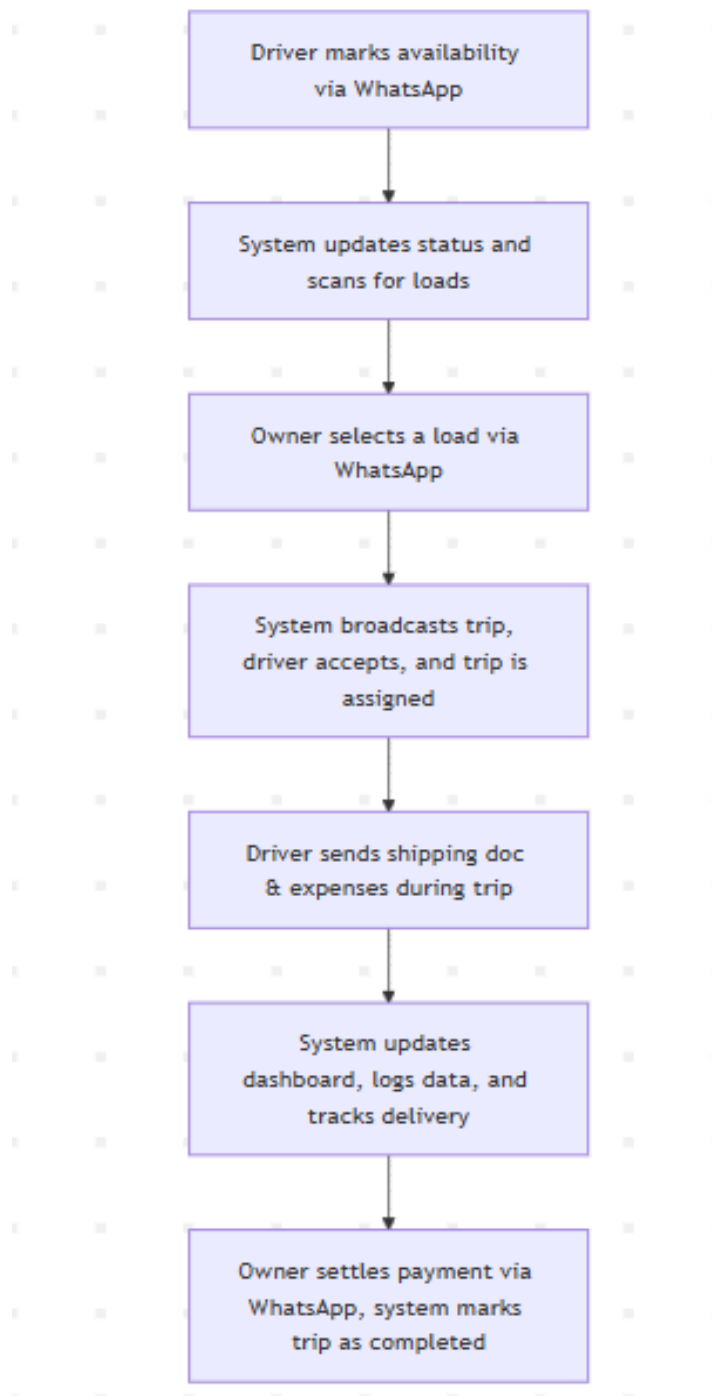 Driver marks availability
via WhatsApp
System updates status and
scans for loads
Owner selects a load via
WhatsApp
System broadcasts trip,
driver accepts, and trip is
assigned
Driver sends shipping doc
& expenses during trip
System updates
dashboard, logs data, and
tracks delivery
Owner settles payment via
WhatsApp, system marks
trip as completed